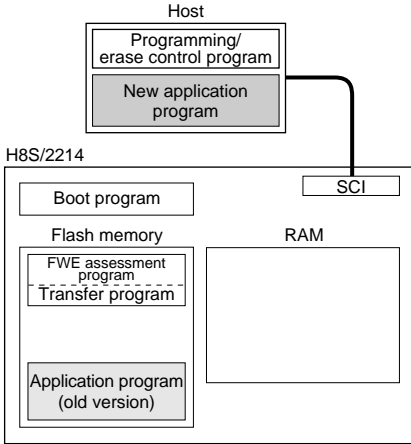 Host
Programming/
erase control program
New application
program
H8S/2214
SCI
Boot program
Flash memory
RAM
FWE assessment
program
Transfer program
Application program
(old version)